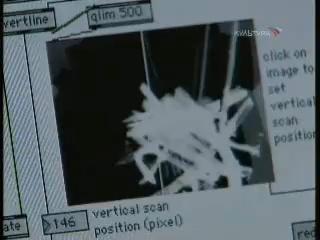 vertline
qlim 500
КУЛЬТУРА
click on
image to
set
vertical
scan
position
146
vertical scan
position (pixel)